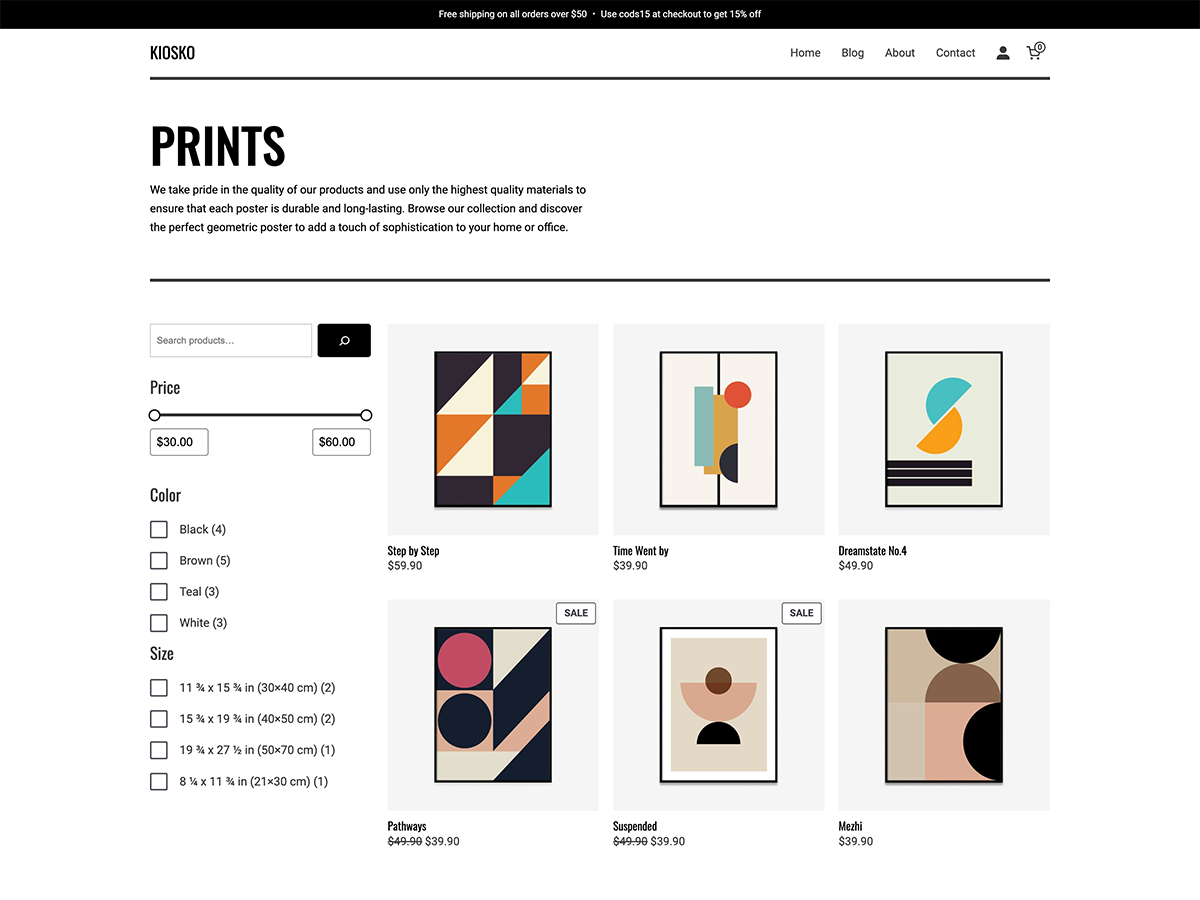 Free shipping on all orders over $50 · Use cods15 at checkout to get 15% off
KIOSKO
Home Blog About Contact 0
PRINTS
We take pride in the quality of our products and use only the highest quality materials to
ensure that each poster is durable and long-lasting. Browse our collection and discover
the perfect geometric poster to add a touch of sophistication to your home or office.
Search products…
Price
$30.00 $60.00
Color
Black (4)
Brown (5)
Teal (3)
White (3)
Size
11 ¾ x 15 ¾ in (30×40 cm) (2)
15 ¾ x 19 ¾ in (40×50 cm) (2)
19 ¾ x 27 ½ in (50×70 cm) (1)
8 ¼ x 11 ¾ in (21×30 cm) (1)
Step by Step
$59.90
Time Went by
$39.90
Dreamstate No.4
$49.90
SALE
Pathways
$49.90 $39.90
SALE
Suspended
$49.90 $39.90
Mezhi
$39.90